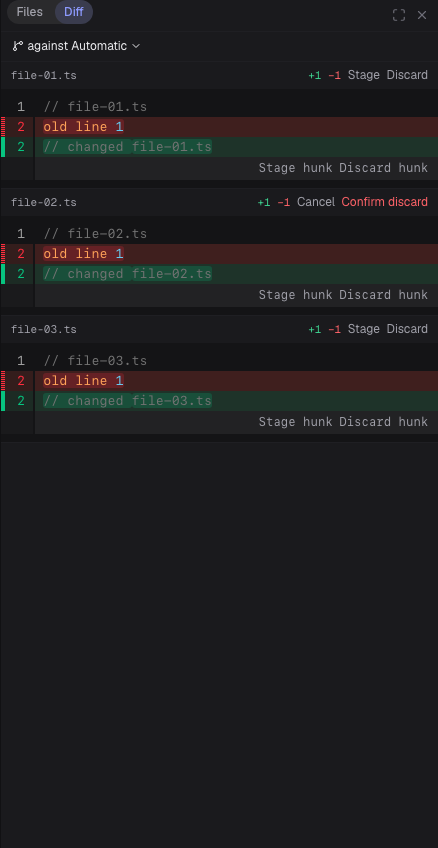 Files Diff
against Automatic
file-01.ts +1 -1 Stage Discard
1 // file-01.ts
2 old line 1
2 // changed file-01.ts
Stage hunk Discard hunk
file-02.ts +1 -1 Cancel Confirm discard
1 // file-02.ts
2 old line 1
2 // changed file-02.ts
Stage hunk Discard hunk
file-03.ts +1 -1 Stage Discard
1 // file-03.ts
2 old line 1
2 // changed file-03.ts
Stage hunk Discard hunk